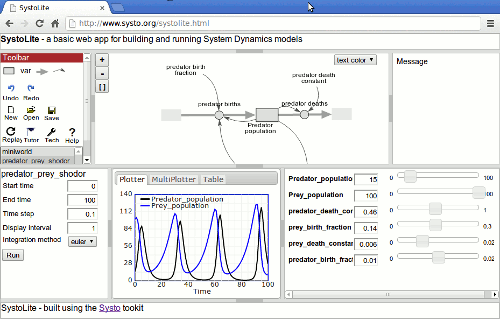 SystoLite
http://www.systo.org/systolite.html
SystoLite - a basic web app for building and running System Dynamics models
Toolbar
var
Undo Redo
New Open Save
Replay Tutor Tech Help
miniworld
predator_prey_shodor
+
-
[ ]
text color
predator birth
fraction
predator death
constant
predator births
predator deaths
Predator
population
Message
predator_prey_shodor
Start time 0
End time 100
Time step 0.1
Display interval 1
Integration method euler
Run
Plotter MultiPlotter Table
Predator_population
Prey_population
140
112
84
56
28
0
0 20 40 60 80 100
Time
Predator_populatio 15 0 100
Prey_population 100 0 100
predator_death_cor 0.46 0 1
prey_birth_fraction 0.14 0 0.3
prey_death_constan 0.006 0 0.02
predator_birth_fract 0.01 0 0.02
SystoLite - built using the Systo tookit